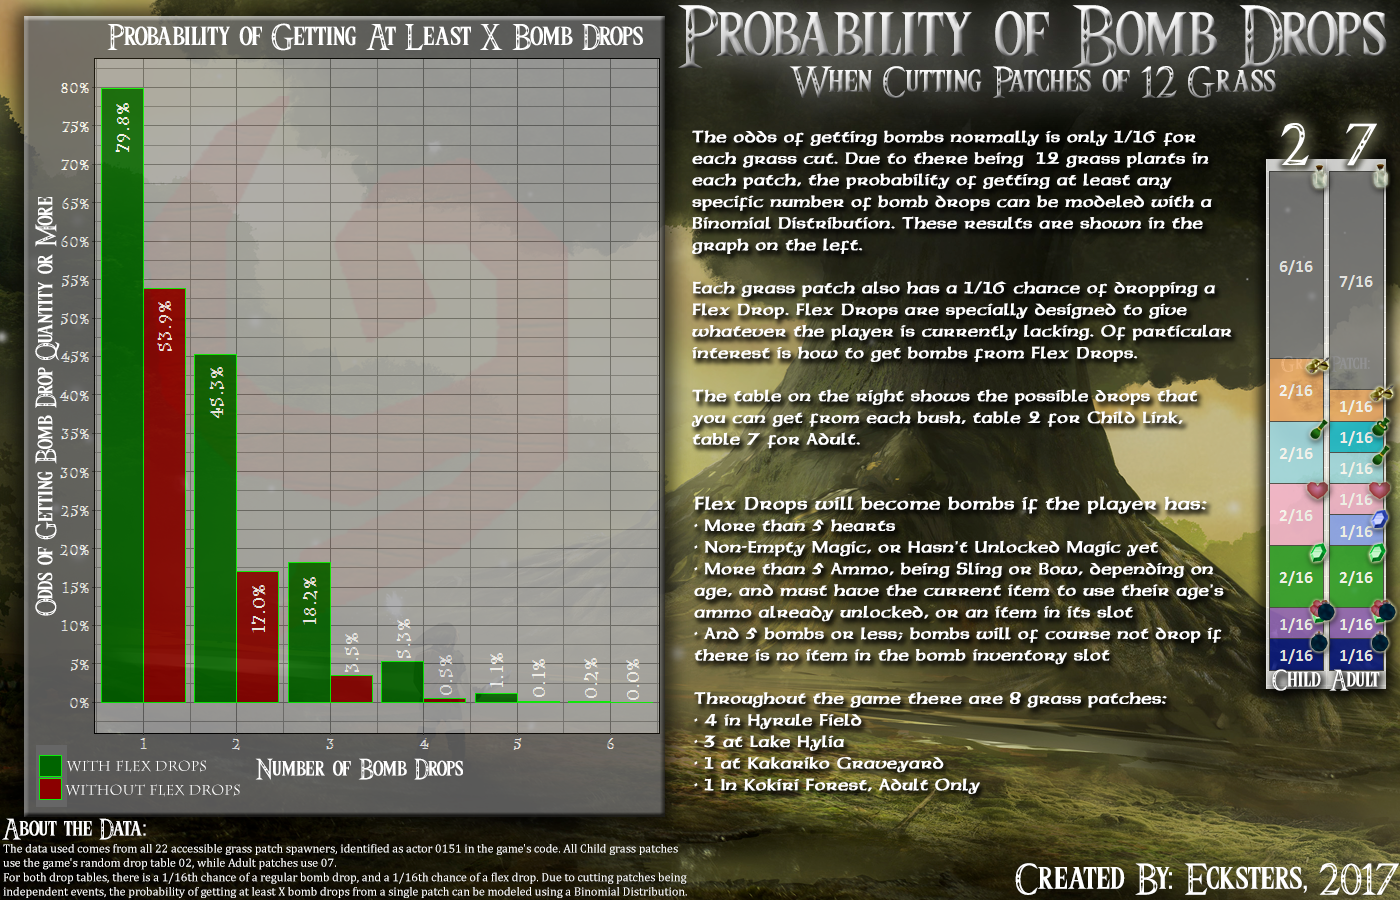 Probability of Getting At Least X Bomb Drops
Odds of Getting Bomb Drop Quantity or More
80%
75%
70%
65%
60%
55%
50%
45%
40%
35%
30%
25%
20%
15%
10%
5%
0%
79.8%
53.9%
45.3%
17.0%
18.2%
3.5%
5.3%
0.5%
1.1%
0.1%
0.2%
0.0%
1 2 3 4 5 6
Number of Bomb Drops
With Flex Drops
Without Flex Drops
About the Data:
The data used comes from all 22 accessible grass patch spawners, identified as actor 0151 in the game's code. All Child grass patches
use the game's random drop table 02, while Adult patches use 07.
For both drop tables, there is a 1/16th chance of a regular bomb drop, and a 1/16th chance of a flex drop. Due to cutting patches being
independent events, the probability of getting at least X bomb drops from a single patch can be modeled using a Binomial Distribution.
Probability of Bomb Drops
When Cutting Patches of 12 Grass
The odds of getting bombs normally is only 1/16 for
each grass cut. Due to there being 12 grass plants in
each patch, the probability of getting at least any
specific number of bomb drops can be modeled with a
Binomial Distribution. These results are shown in the
graph on the left.
Each grass patch also has a 1/16 chance of dropping a
Flex Drop. Flex Drops are specially designed to give
whatever the player is currently lacking. Of particular
interest is how to get bombs from Flex Drops.
The table on the right shows the possible drops that
you can get from each bush, table 2 for Child Link,
table 7 for Adult.
Flex Drops will become bombs if the player has:
· More than 5 hearts
· Non-Empty Magic, or Hasn't Unlocked Magic yet
· More than 5 Ammo, being Sling or Bow, depending on
age, and must have the current item to use their age's
ammo already unlocked, or an item in its slot
· And 5 bombs or less; bombs will of course not drop if
there is no item in the bomb inventory slot
Throughout the game there are 8 grass patches:
· 4 in Hyrule Field
· 3 at Lake Hylia
· 1 at Kakariko Graveyard
· 1 In Kokiri Forest, Adult Only
2 7
6/16
7/16
Grass Patch:
2/16
1/16
2/16
1/16
1/16
2/16
1/16
1/16
2/16
2/16
1/16
1/16
1/16
1/16
Child Adult
Created By: Ecksters, 2017